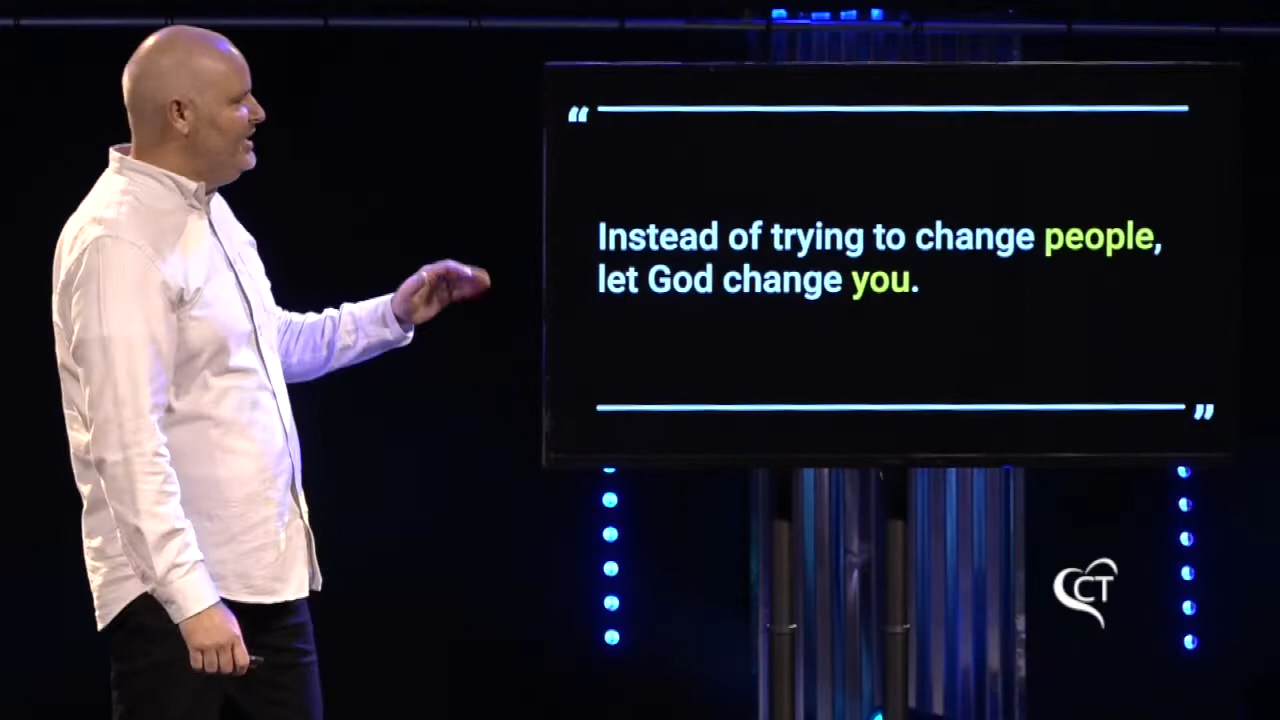 “
Instead of trying to change people,
let God change you.
”
CT